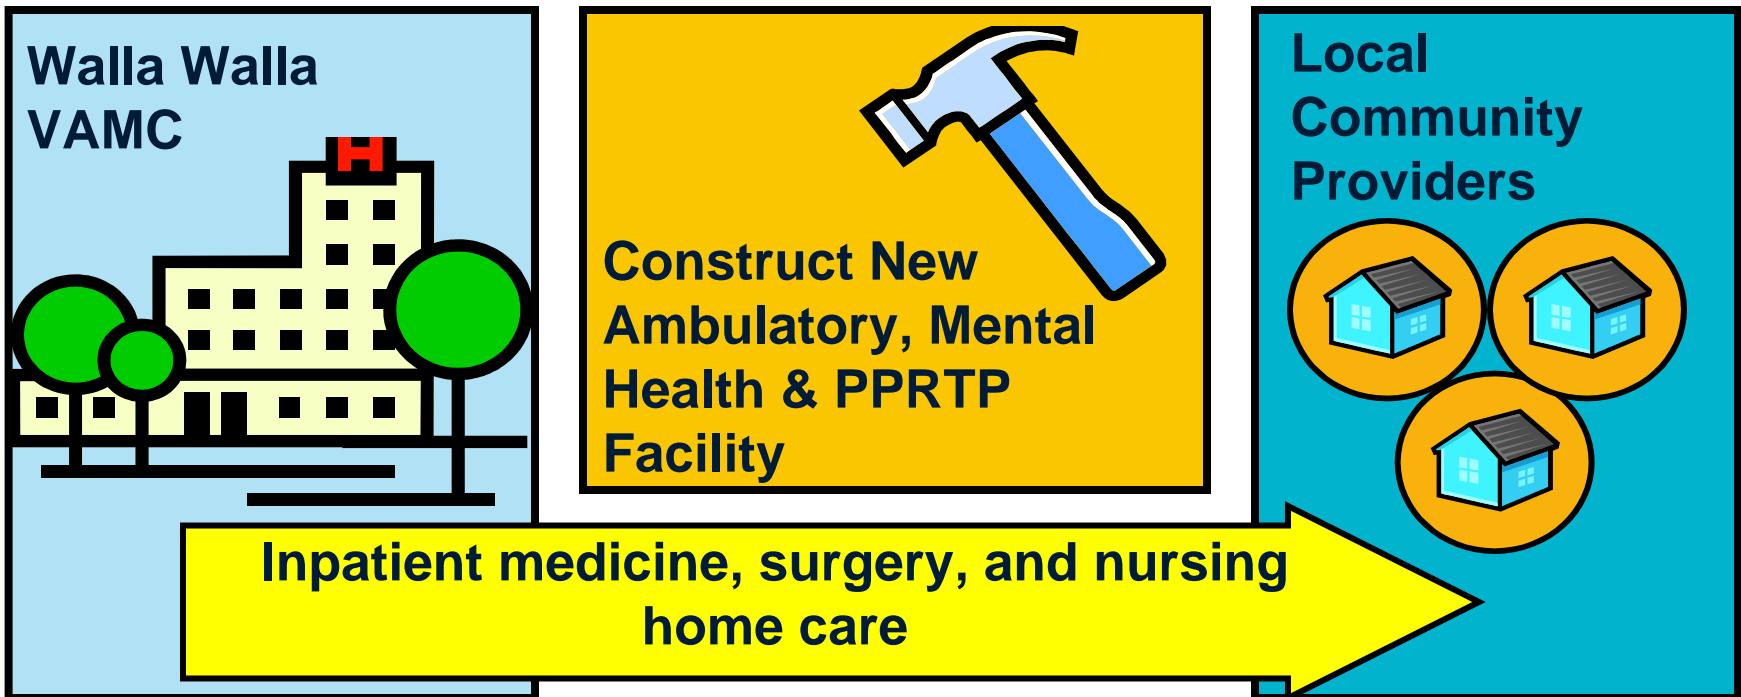 Walla Walla
VAMC
H
Construct New
Ambulatory, Mental
Health & PPRTP
Facility
Local
Community
Providers
Inpatient medicine, surgery, and nursing
home care